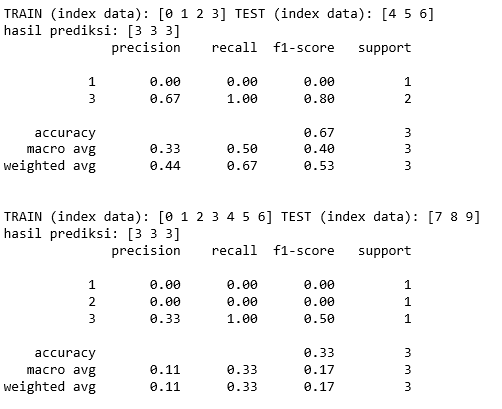 TRAIN (index data): [0 1 2 3] TEST (index data): [4 5 6]
hasil prediksi: [3 3 3]
precision recall f1-score support
1 0.00 0.00 0.00 1
3 0.67 1.00 0.80 2
accuracy 0.67 3
macro avg 0.33 0.50 0.40 3
weighted avg 0.44 0.67 0.53 3
TRAIN (index data): [0 1 2 3 4 5 6] TEST (index data): [7 8 9]
hasil prediksi: [3 3 3]
precision recall f1-score support
1 0.00 0.00 0.00 1
2 0.00 0.00 0.00 1
3 0.33 1.00 0.50 1
accuracy 0.33 3
macro avg 0.11 0.33 0.17 3
weighted avg 0.11 0.33 0.17 3